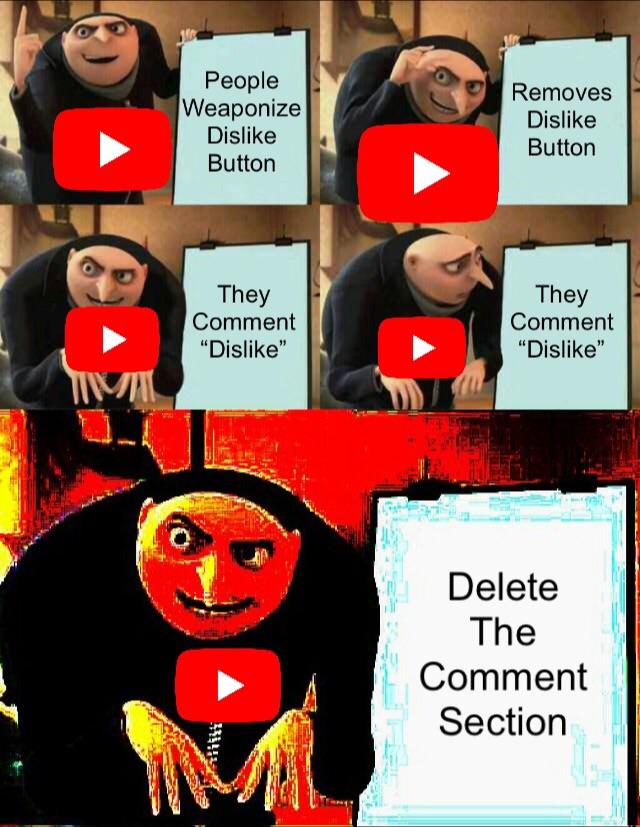 People
Weaponize
Dislike
Button
Removes
Dislike
Button
They
Comment
“Dislike”
They
Comment
“Dislike”
Delete
The
Comment
Section